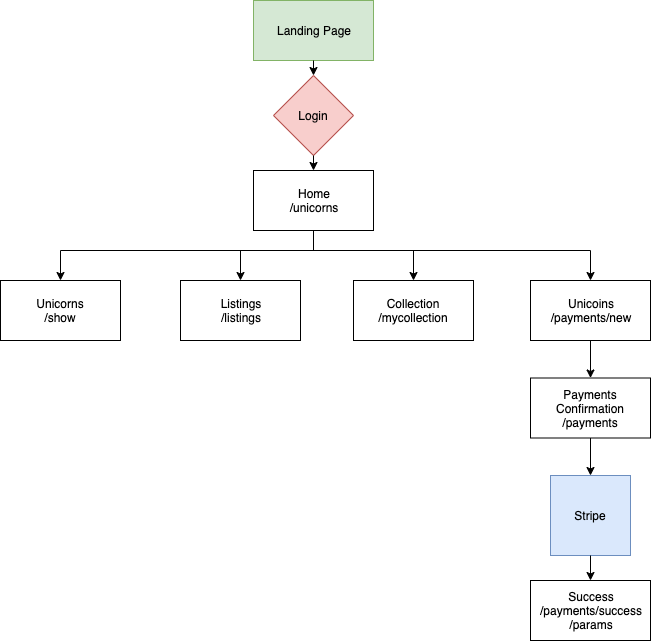 Landing Page
Login
Home
/unicorns
Unicorns
/show
Listings
/listings
Collection
/mycollection
Unicoins
/payments/new
Payments
Confirmation
/payments
Stripe
Success
/payments/success
/params